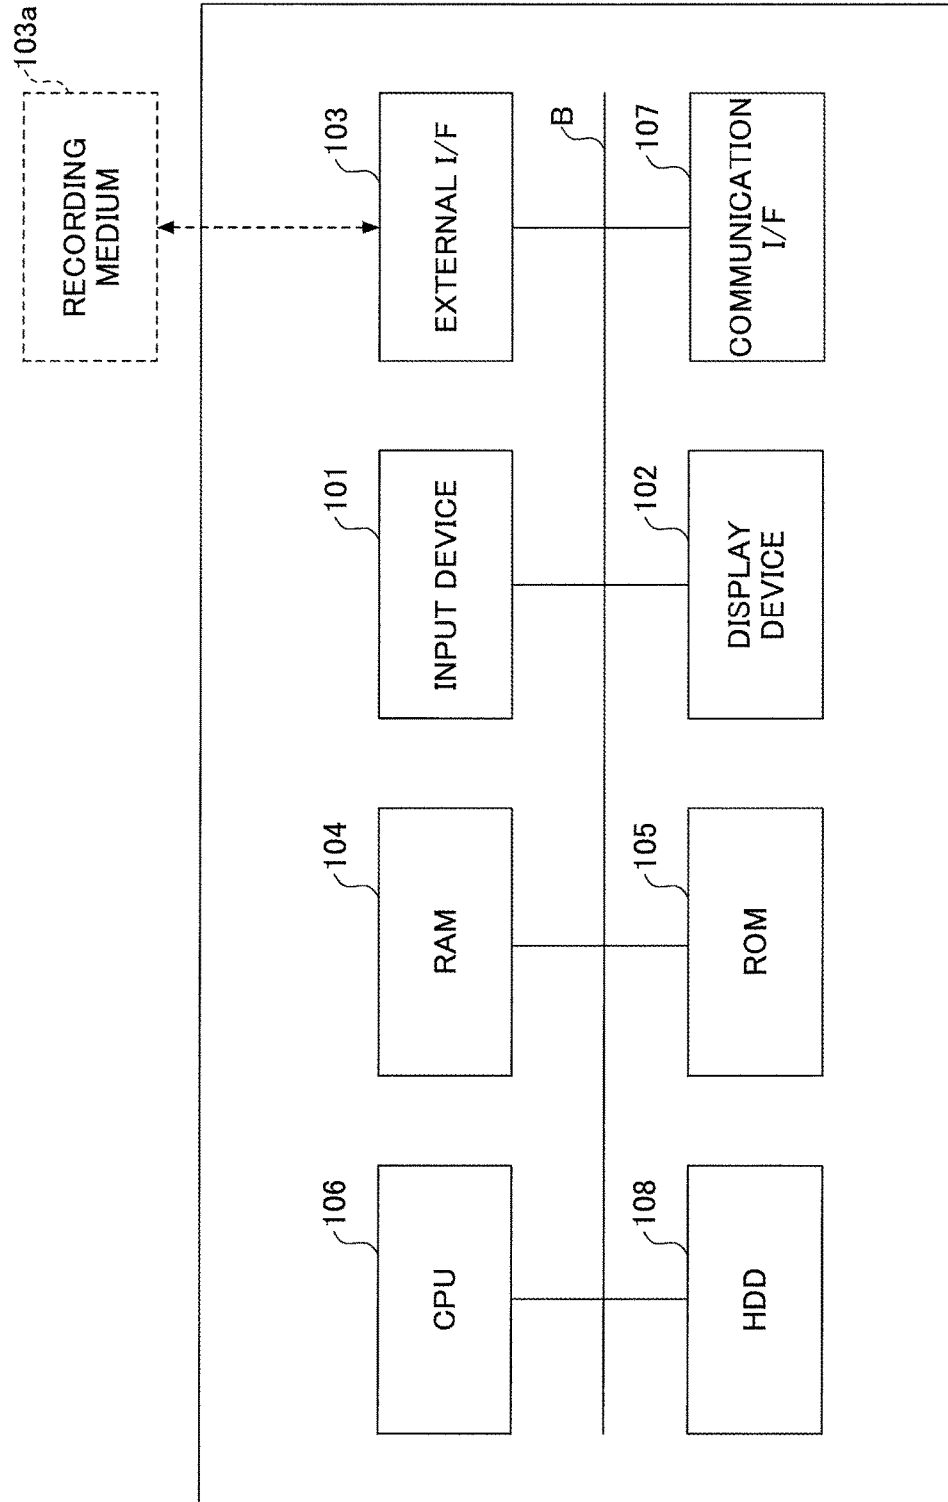 106
CPU
104
RAM
101
INPUT DEVICE
103
EXTERNAL I/F
103a
RECORDING
MEDIUM
B
108
HDD
105
ROM
102
DISPLAY
DEVICE
107
COMMUNICATION
I/F